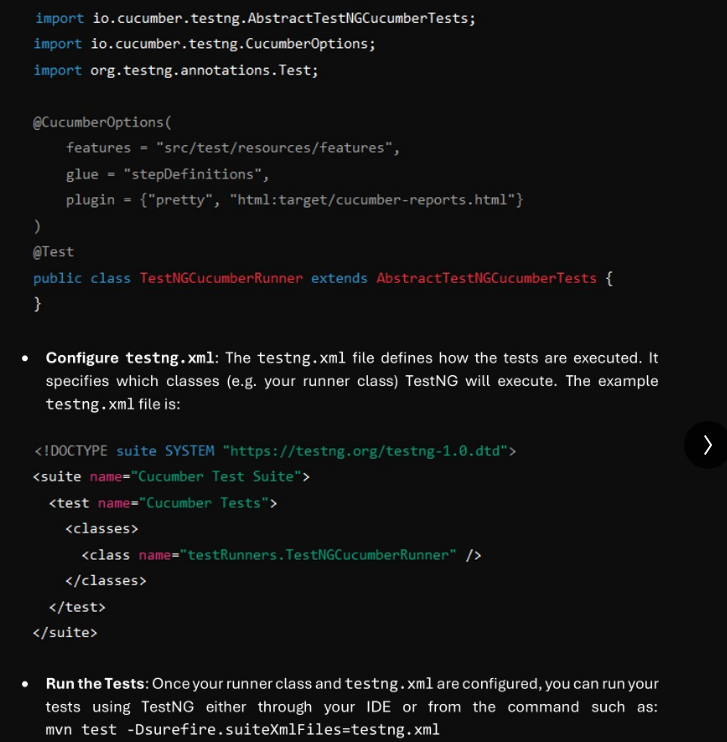 import io.cucumber.testng.AbstractTestNGCucumberTests;
import io.cucumber.testng.CucumberOptions;
import org.testng.annotations.Test;
@CucumberOptions(
features = "src/test/resources/features",
glue = "stepDefinitions",
plugin = {"pretty", "html:target/cucumber-reports.html"}
)
@Test
public class TestNGCucumberRunner extends AbstractTestNGCucumberTests {
}
• Configure testng.xml: The testng.xml file defines how the tests are executed. It
specifies which classes (e.g. your runner class) TestNG will execute. The example
testng.xml file is:
<!DOCTYPE suite SYSTEM "https://testng.org/testng-1.0.dtd">
<suite name="Cucumber Test Suite">
<test name="Cucumber Tests">
<classes>
<class name="testRunners.TestNGCucumberRunner" />
</classes>
</test>
</suite>
• Run the Tests: Once your runner class and testng.xml are configured, you can run your
tests using TestNG either through your IDE or from the command such as:
mvn test -Dsurefire.suiteXmlFiles=testng.xml